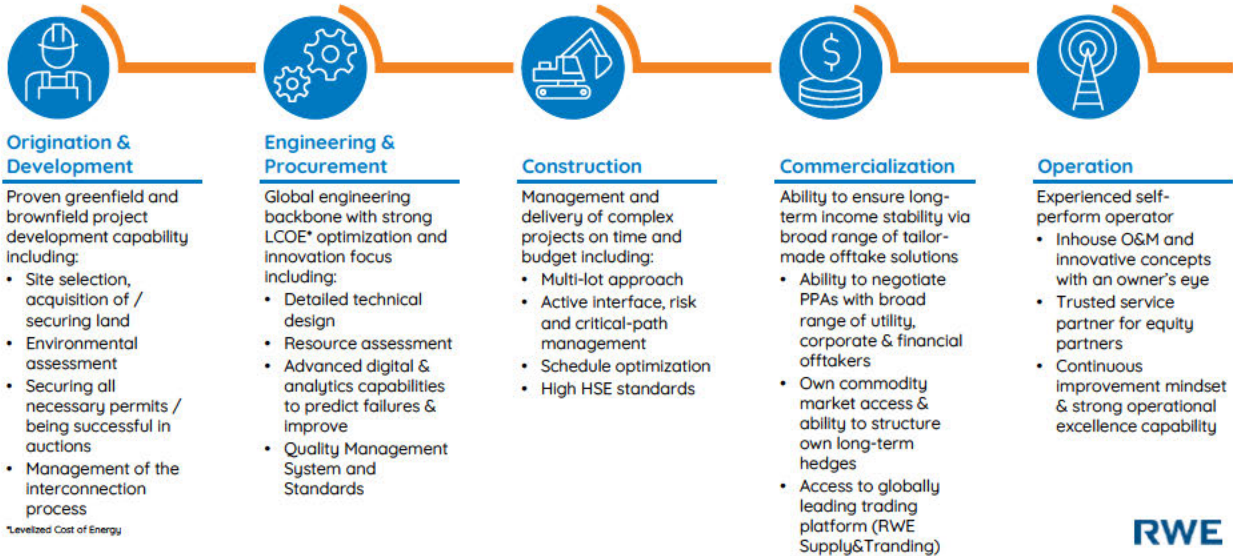 Origination &
Development
Proven greenfield and
brownfield project
development capability
including:
• Site selection,
acquisition of /
securing land
• Environmental
assessment
• Securing all
necessary permits /
being successful in
auctions
• Management of the
interconnection
process
*Levelized Cost of Energy
Engineering &
Procurement
Global engineering
backbone with strong
LCOE* optimization and
innovation focus
including:
• Detailed technical
design
• Resource assessment
• Advanced digital &
analytics capabilities
to predict failures &
improve
• Quality Management
System and
Standards
Construction
Management and
delivery of complex
projects on time and
budget including:
• Multi-lot approach
• Active interface, risk
and critical-path
management
• Schedule optimization
• High HSE standards
$
Commercialization
Ability to ensure long-
term income stability via
broad range of tailor-
made offtake solutions
• Ability to negotiate
PPAs with broad
range of utility,
corporate & financial
offtakers
• Own commodity
market access &
ability to structure
own long-term
hedges
• Access to globally
leading trading
platform (RWE
Supply&Tranding)
Operation
Experienced self-
perform operator
• Inhouse O&M and
innovative concepts
with an owner's eye
• Trusted service
partner for equity
partners
• Continuous
improvement mindset
& strong operational
excellence capability
RWE